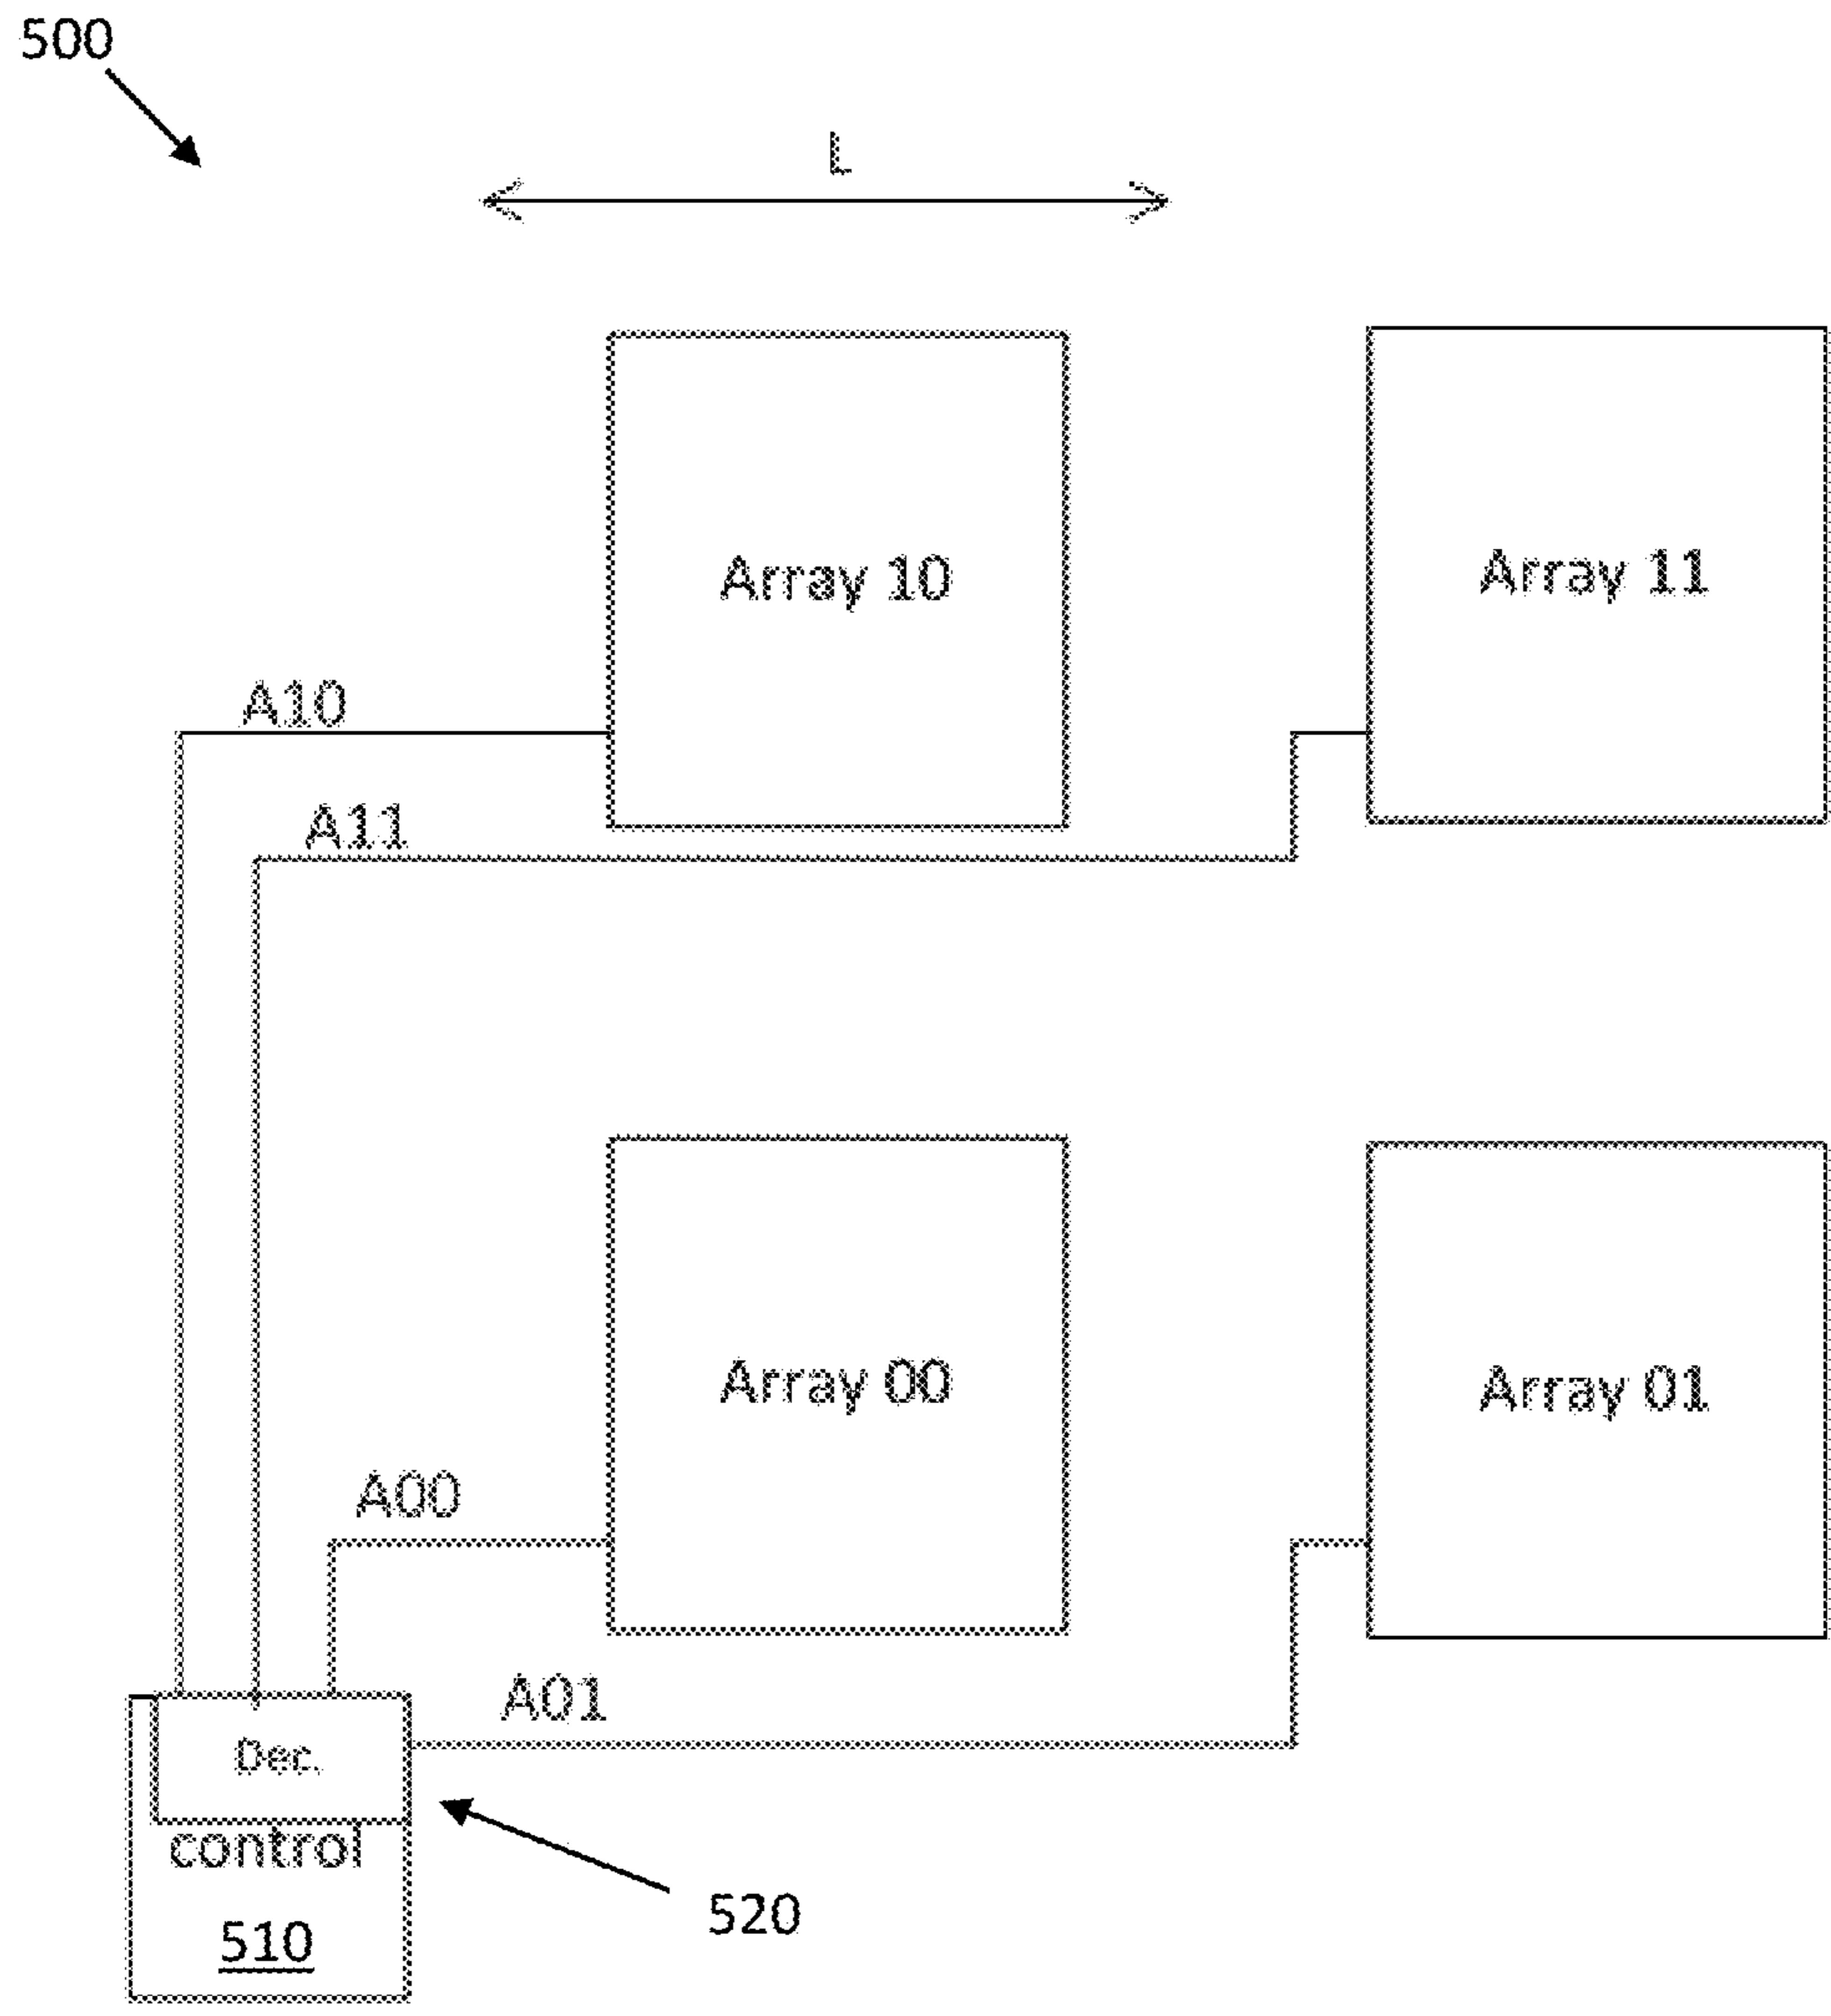 500
L
Array 10
Array 11
A10
A11
Array 00
Array 01
A00
A01
Dec.
control
520
510